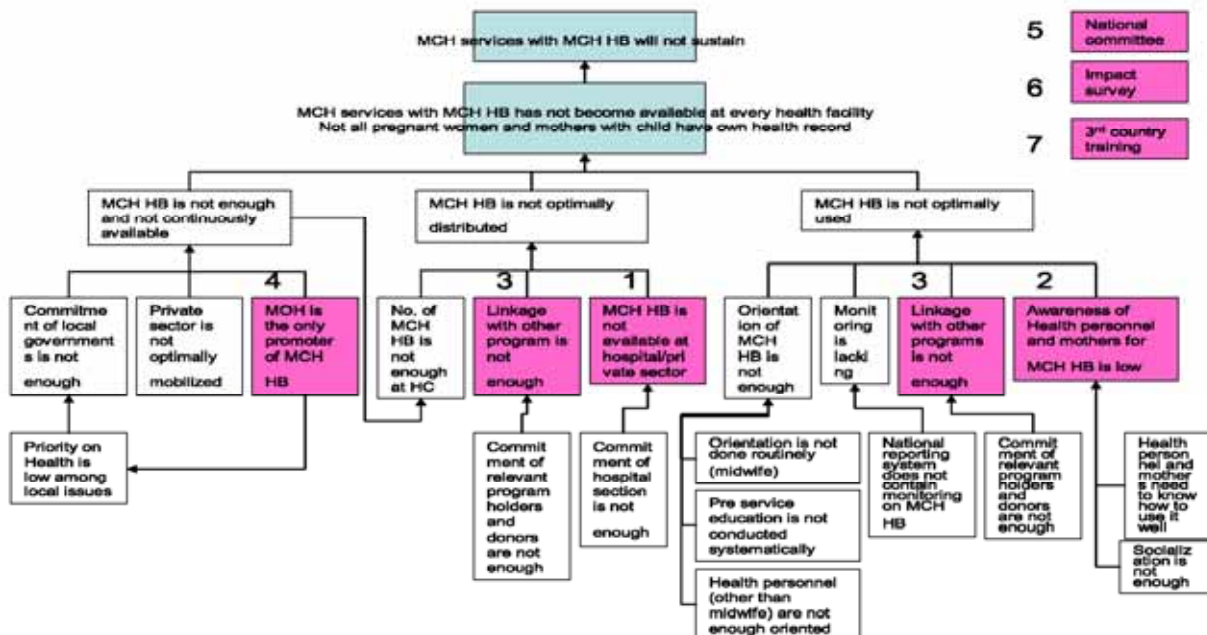 MCH services with MCH HB will not sustain
5
National
committee
6
Impact
survey
7
3rd country
training
MCH services with MCH HB has not become available at every health facility
Not all pregnant women and mothers with child have own health record
MCH HB is not enough
and not continuously
available
MCH HB is not optimally
distributed
MCH HB is not optimally
used
4
3
1
3
2
Commitme
nt of local
government
s is not
enough
Private
sector is
not
optimally
mobilized
MOH is
the only
promoter
of MCH
HB
No. of
MCH
HB is
not
enough
at HC
Linkage
with other
program is
not
enough
MCH HB is
not
available at
hospital/pri
vate sector
Orientat
ion of
MCH
HB is
not
enough
Monit
oring
is
lacki
ng
Linkage
with other
programs
is not
enough
Awareness of
Health personnel
and mothers for
MCH HB is low
Priority on
Health is
low among
local issues
Commit
ment of
relevant
program
holders
and
donors
are not
enough
Commit
ment of
hospital
section
is not
enough
Orientation is not
done routinely
(midwife)
Pre service
education is not
conducted
systematically
Health personnel
(other than
midwife) are not
enough oriented
National
reporting
system
does not
contain
monitoring
on MCH
HB
Commit
ment of
relevant
program
holders
and
donors
are not
enough
Health
person
nel and
mother
s need
to know
how to
use it
well
Socializ
ation is
not
enough